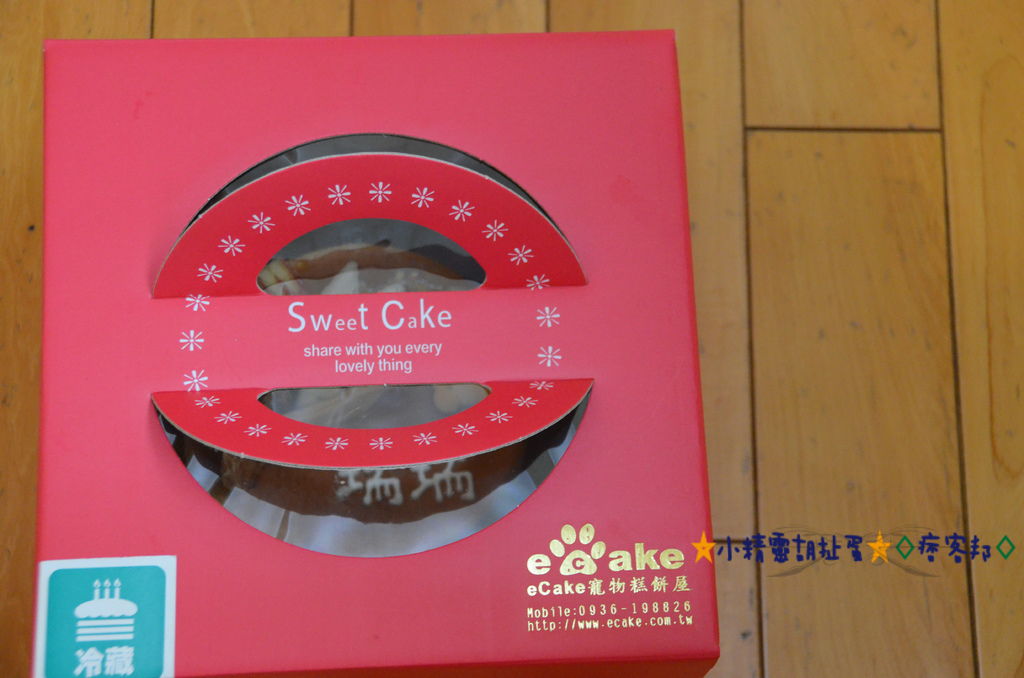 Sweet Cake
share with you every
lovely thing
瑞瑞
ecake
eCake寵物糕餅屋
Mobile:0936-198826
http://www.ecake.com.tw
小精靈胡扯蛋 痞客邦
冷藏